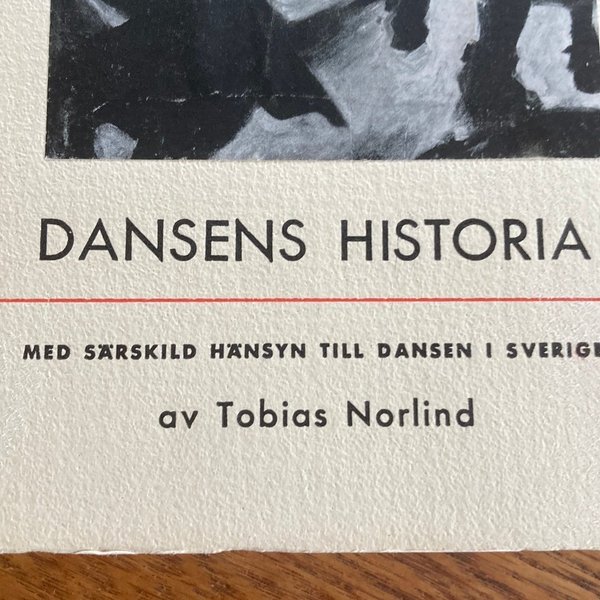 DANSENS HISTORIA
MED SÄRSKILD HÄNSYN TILL DANSEN I SVERIGE
av Tobias Norlind